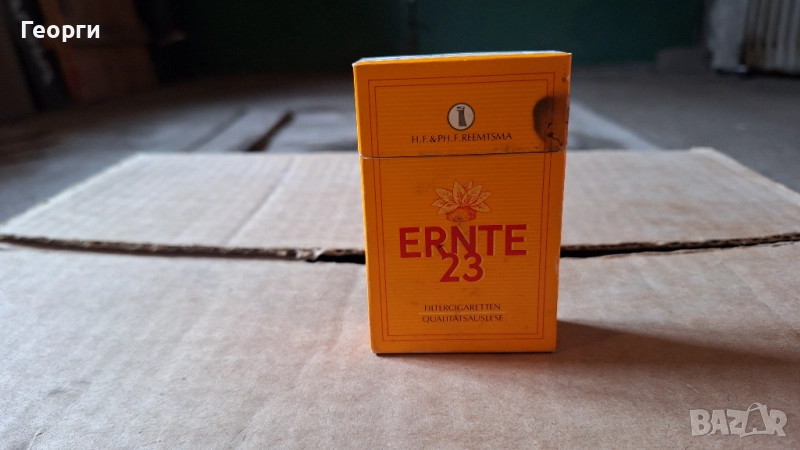 Георги
H.F.&PH.F.REEMTSMA
ERNTE
23
FILTERCIGARETTEN
QUALITÄTSAUSLESE
BAZAR